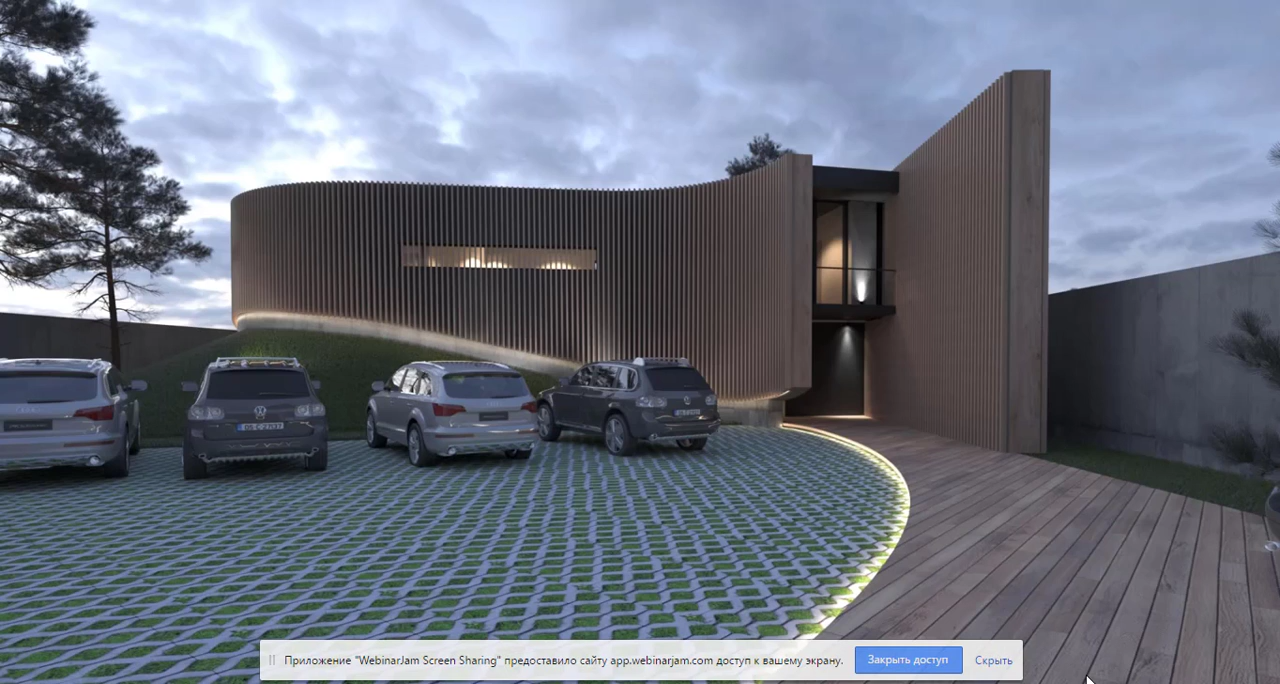 Приложение "WebinarJam Screen Sharing" предоставило сайту app.webinarjam.com доступ к вашему экрану.
Закрыть доступ
Скрыть